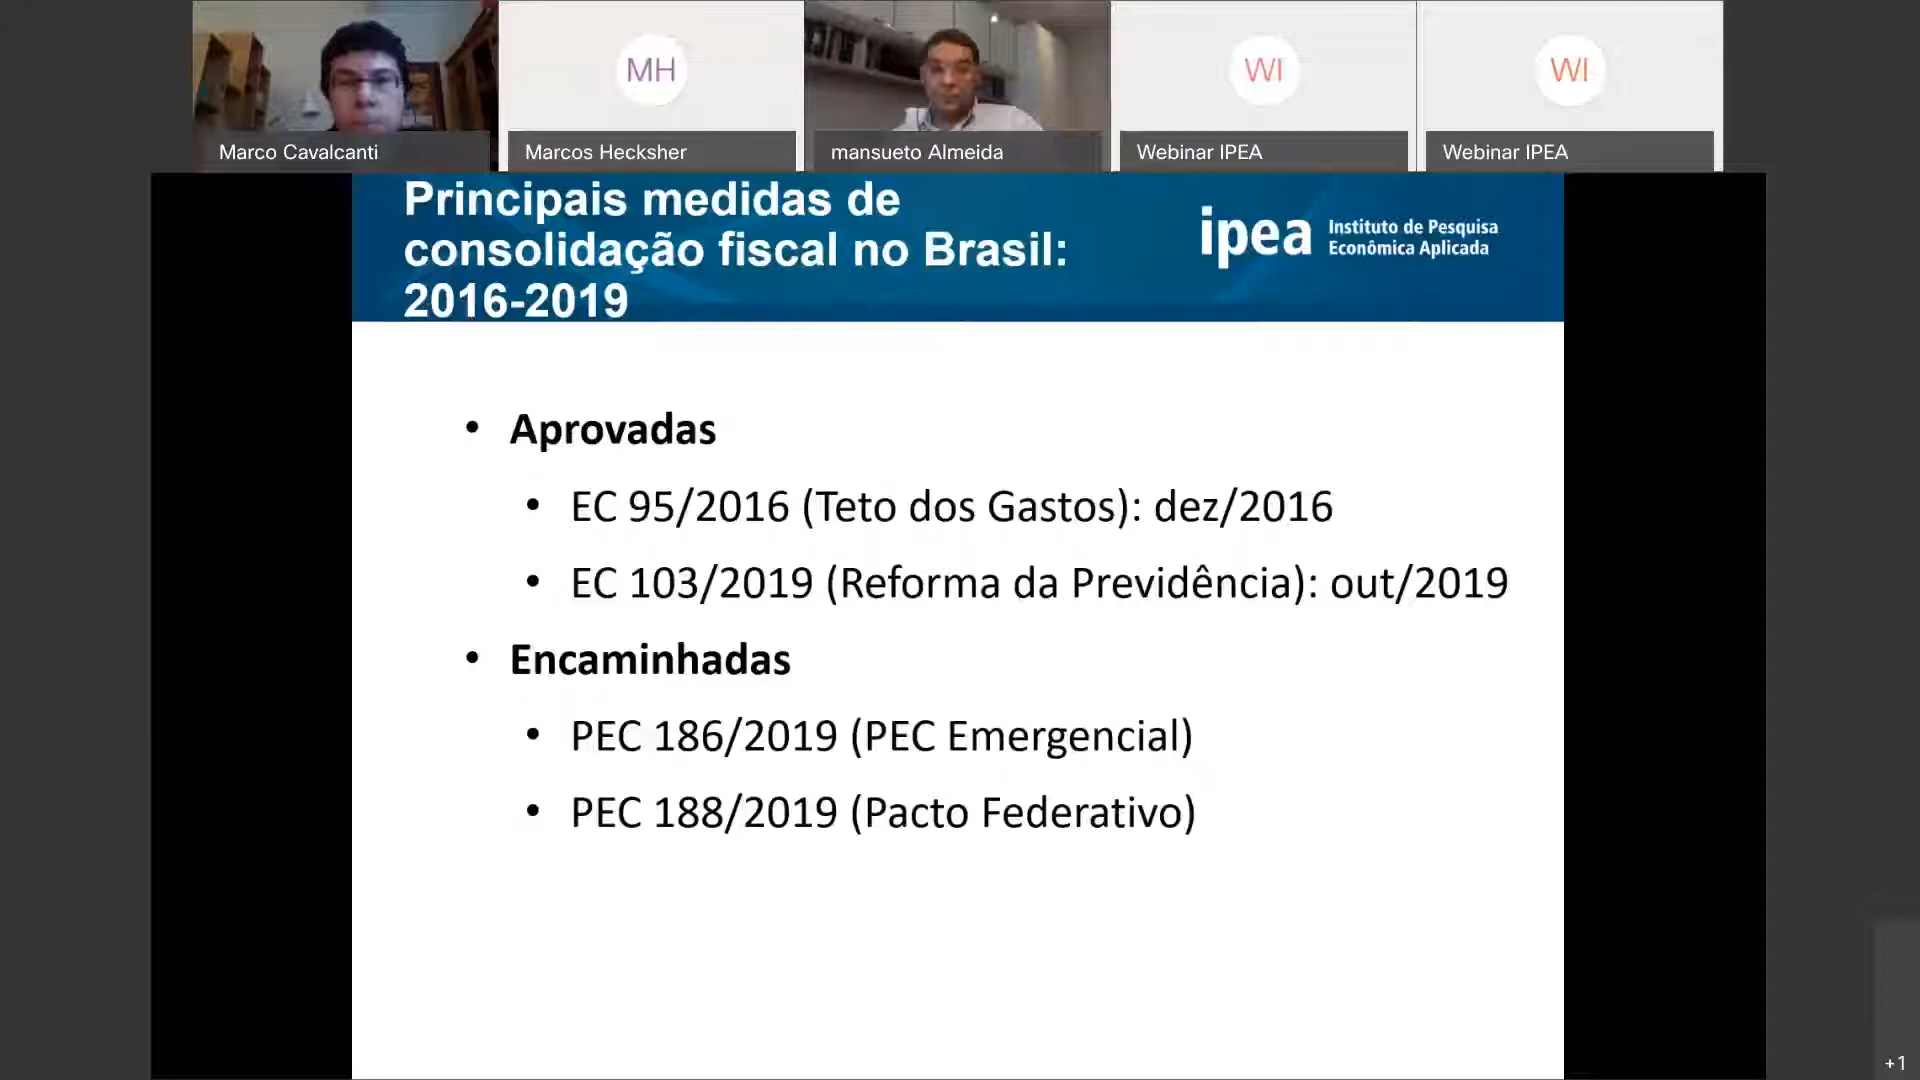 MH
WI
WI
Marco Cavalcanti
Marcos Hecksher
mansueto Almeida
Webinar IPEA
Webinar IPEA
Principais medidas de
consolidação fiscal no Brasil:
2016-2019
ipea
Instituto de Pesquisa
Econômica Aplicada
• Aprovadas
• EC 95/2016 (Teto dos Gastos): dez/2016
• EC 103/2019 (Reforma da Previdência): out/2019
• Encaminhadas
• PEC 186/2019 (PEC Emergencial)
• PEC 188/2019 (Pacto Federativo)
+1